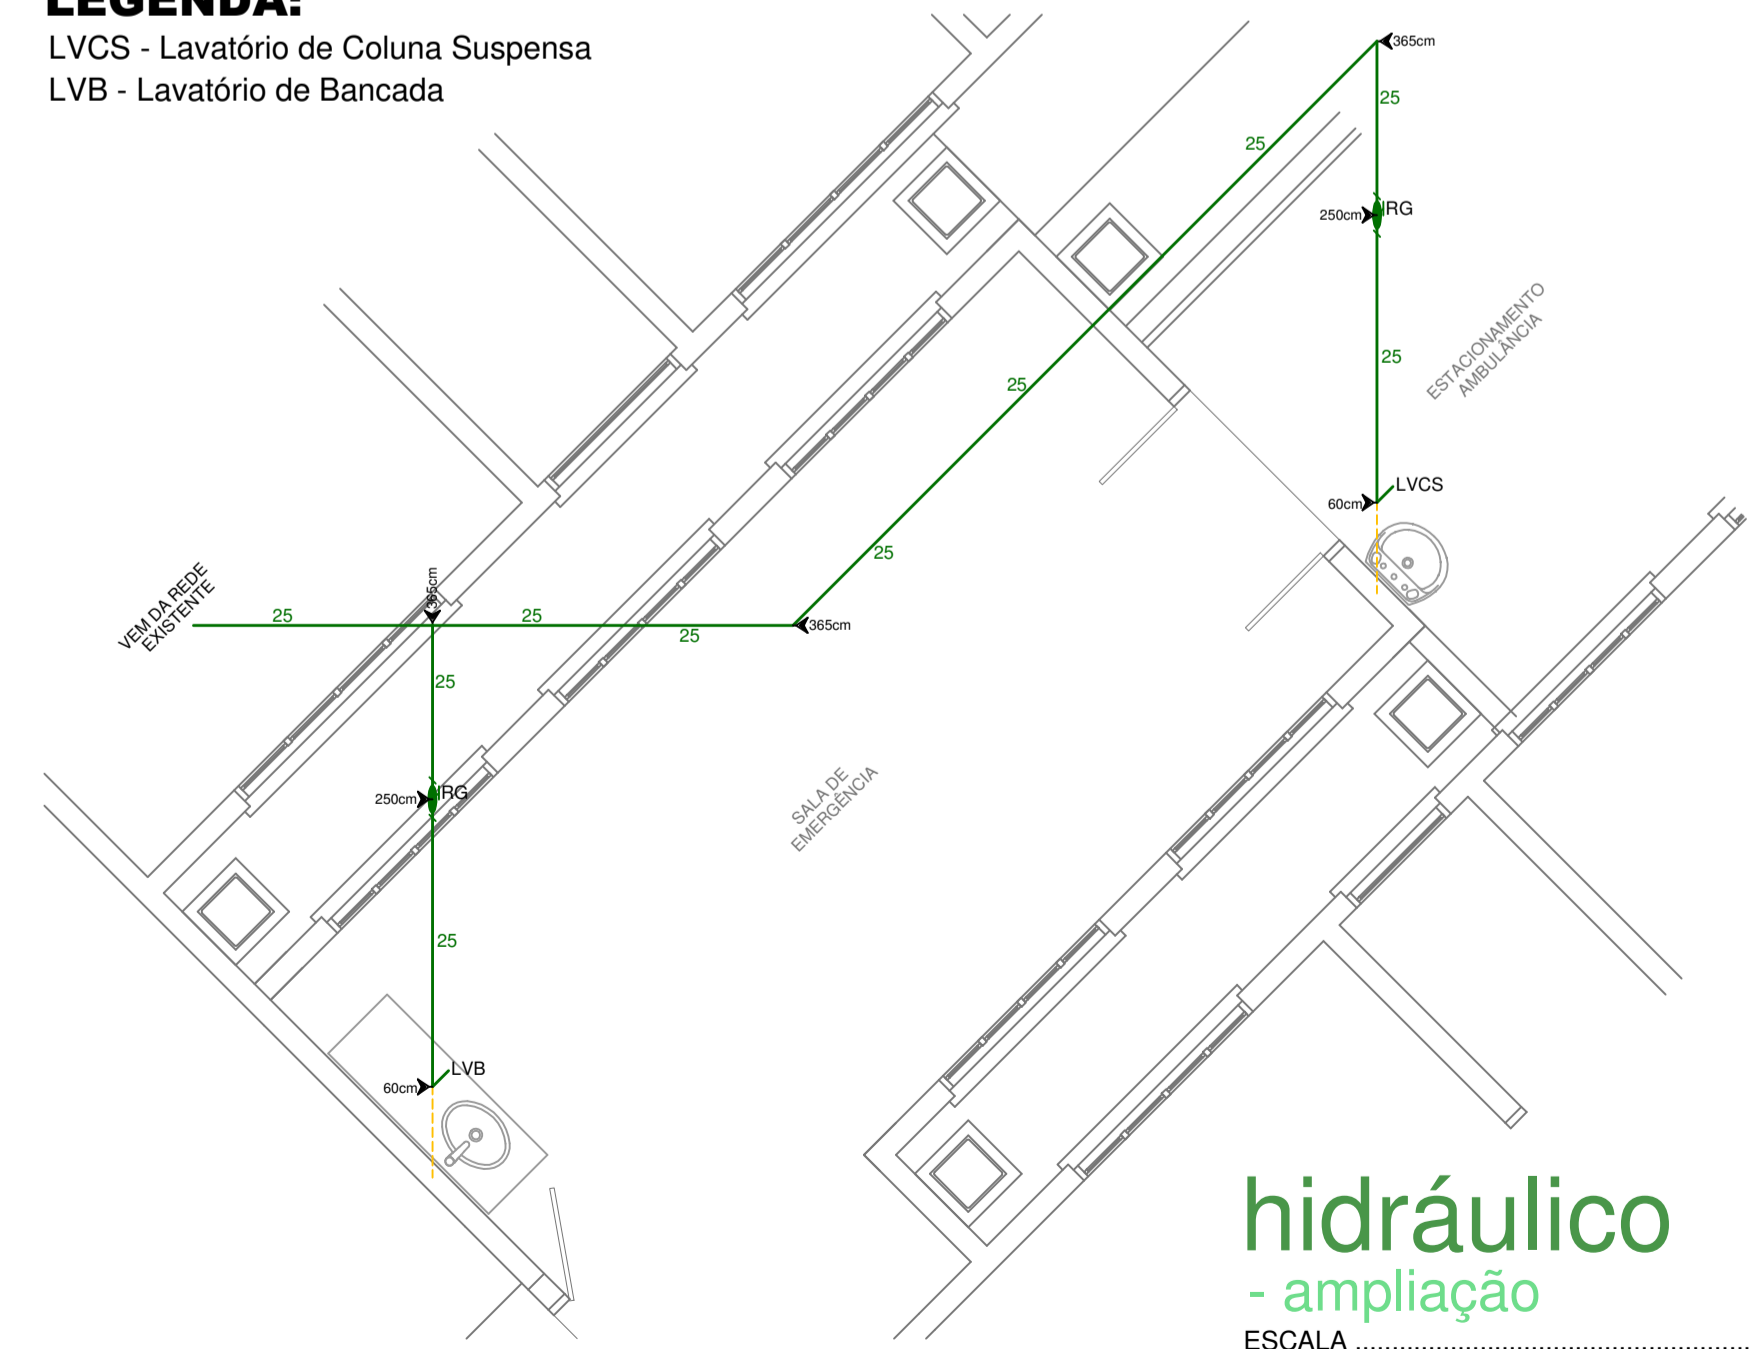 LEGENDA:
LVCS - Lavatório de Coluna Suspensa
LVB - Lavatório de Bancada
365cm
25
25
250cm
RG
25
25
ESTACIONAMENTO
AMBULÂNCIA
60cm
LVCS
25
VEM DA REDE
EXISTENTE
25
365cm
25
25
365cm
25
250cm
RG
SALA DE
EMERGÊNCIA
25
60cm
LVB
hidráulico
- ampliação
ESCALA ......................................................